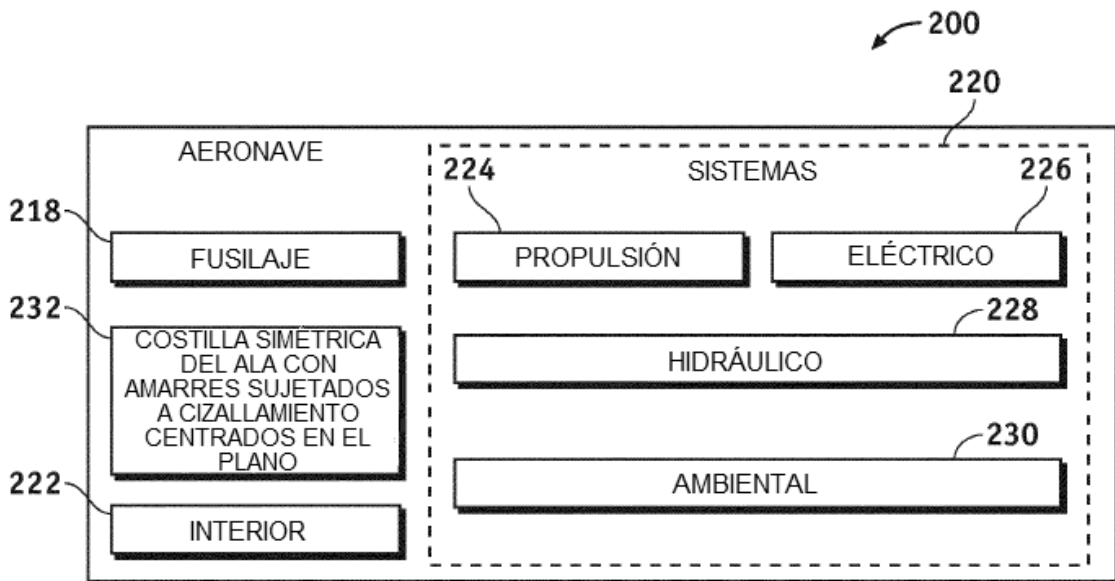 200
220
AERONAVE
SISTEMAS
224
226
218
FUSILAJE
PROPULSIÓN
ELÉCTRICO
232
COSTILLA SIMÉTRICA
DEL ALA CON
AMARRES SUJETADOS
A CIZALLAMIENTO
CENTRADOS EN EL
PLANO
228
HIDRÁULICO
222
INTERIOR
230
AMBIENTAL